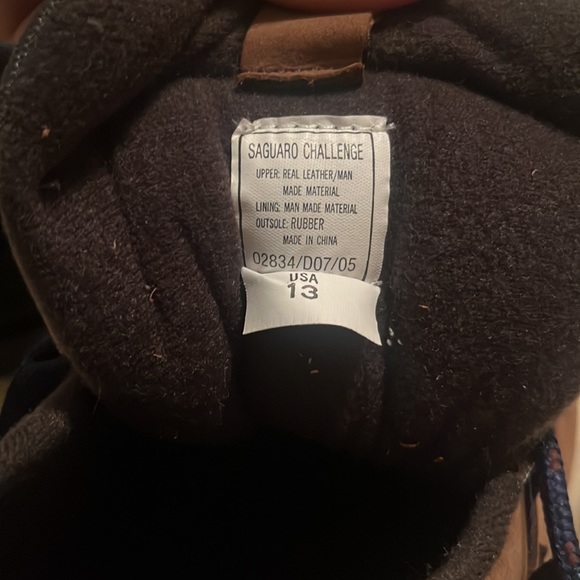 SAGUARO CHALLENGE
UPPER: REAL LEATHER/MAN
MADE MATERIAL
LINING: MAN MADE MATERIAL
OUTSOLE: RUBBER
MADE IN CHINA
02834/D07/05
USA
13